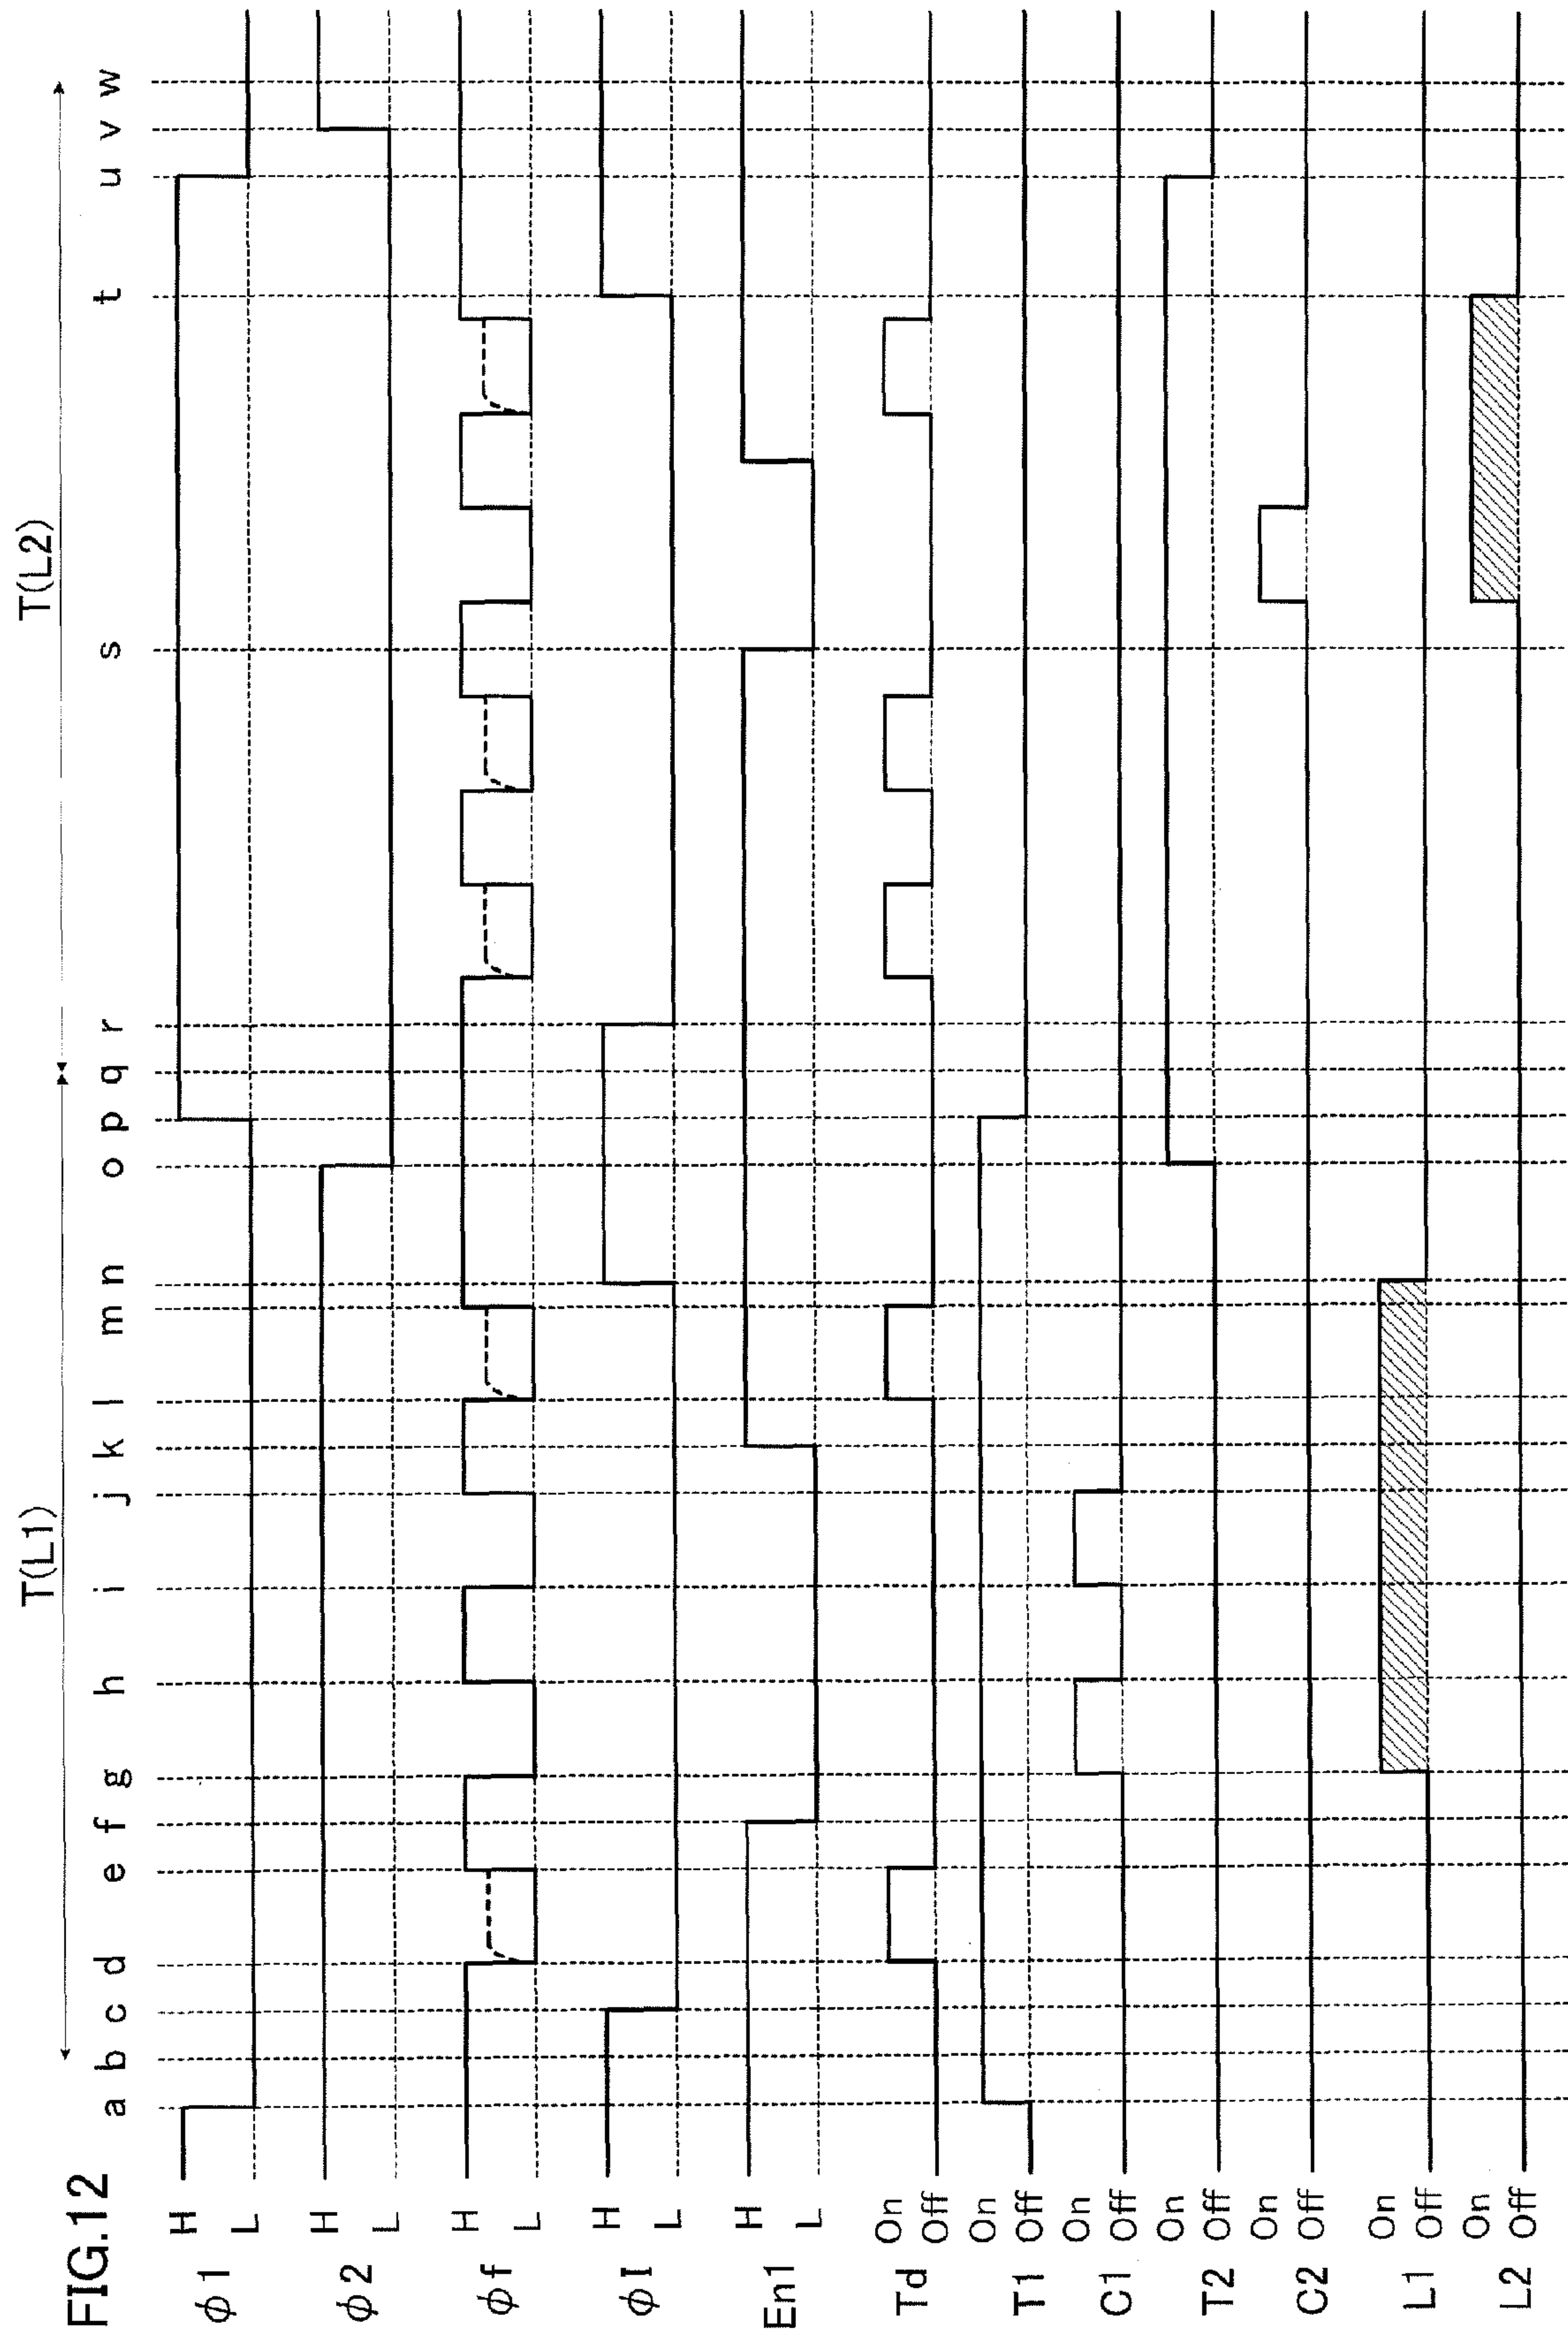 FIG.12
T(L1) T(L2)
a b c d e f g h i j k l m n o p q r s t u v w
φ1 H
L
φ2 H
L
φf H
L
φI H
L
En1 H
L
Td On
Off
T1 On
Off
C1 On
Off
T2 On
Off
C2 On
Off
L1 On
Off
L2 On
Off